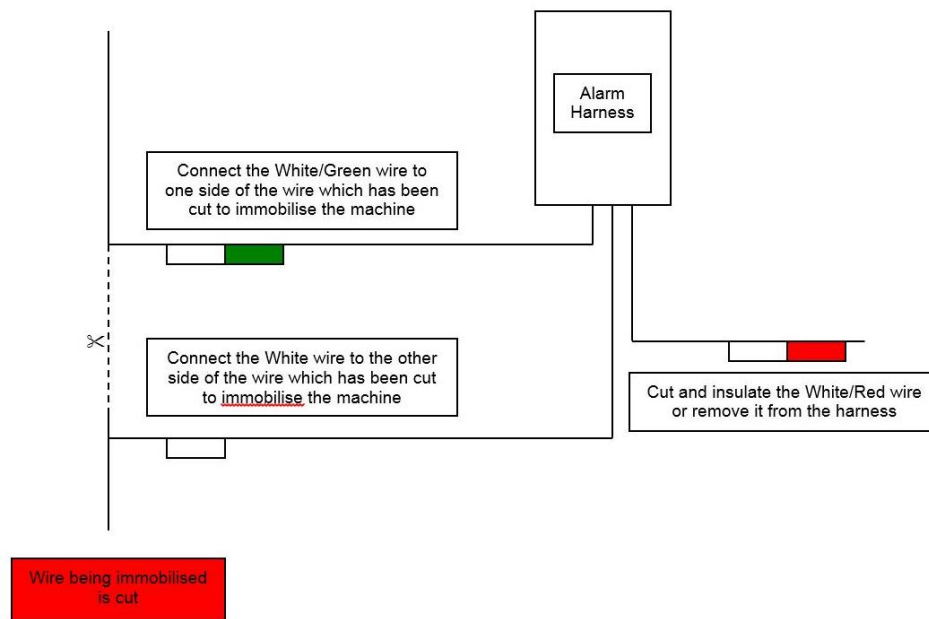 Alarm
Harness
Connect the White/Green wire to
one side of the wire which has been
cut to immobilise the machine
Connect the White wire to the other
side of the wire which has been cut
to immobilise the machine
Cut and insulate the White/Red wire
or remove it from the harness
Wire being immobilised
is cut